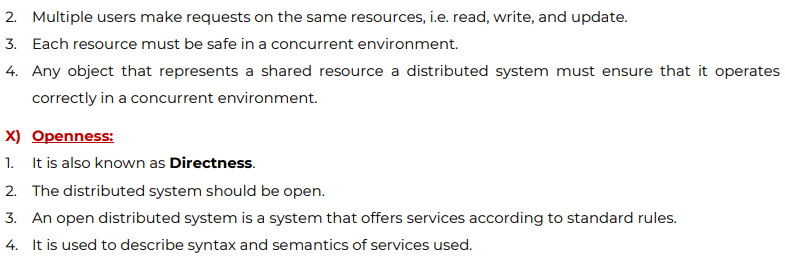 2. Multiple users make requests on the same resources, i.e. read, write, and update.
3. Each resource must be safe in a concurrent environment.
4. Any object that represents a shared resource a distributed system must ensure that it operates
correctly in a concurrent environment.
X) Openness:
1. It is also known as Directness.
2. The distributed system should be open.
3. An open distributed system is a system that offers services according to standard rules.
4. It is used to describe syntax and semantics of services used.